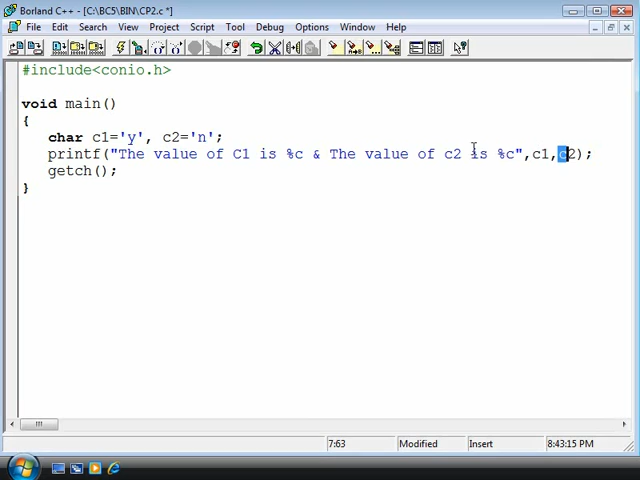 Borland C++ - [C:\BC5\BIN\CP2.c *]
File Edit Search View Project Script Tool Debug Options Window Help
#include<conio.h>
void main()
{
char c1='y', c2='n';
printf("The value of C1 is %c & The value of c2 is %c",c1,c2);
getch();
}
7:63 Modified Insert 8:43:15 PM